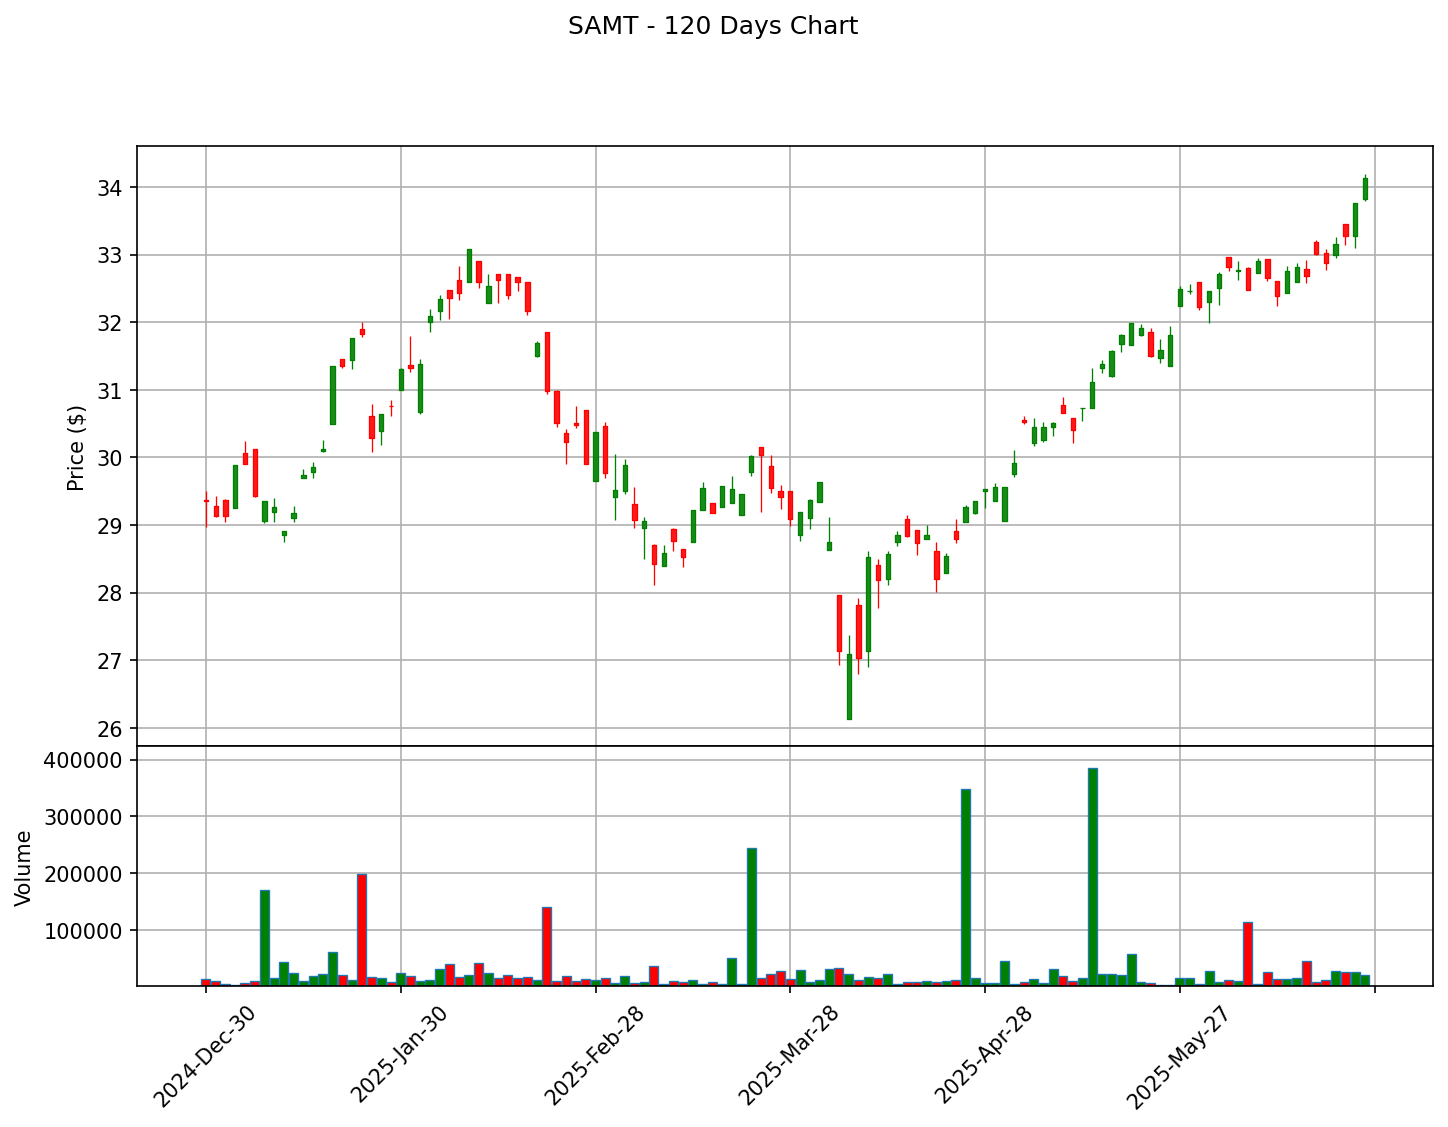 SAMT - 120 Days Chart
Price ($)
34
33
32
31
30
29
28
27
26
Volume
400000
300000
200000
100000
2024-Dec-30
2025-Jan-30
2025-Feb-28
2025-Mar-28
2025-Apr-28
2025-May-27